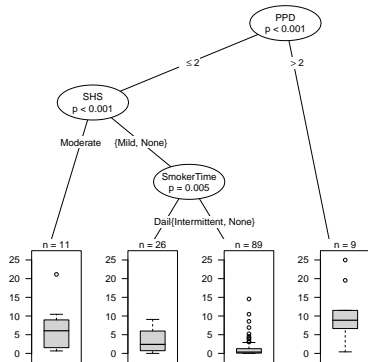 PPD
p < 0.001
≤ 2
> 2
SHS
p < 0.001
Moderate
{Mild, None}
SmokerTime
p = 0.005
Dail{Intermittent, None}
n = 11
n = 26
n = 89
n = 9
25
20
15
10
5
0
25
20
15
10
5
0
25
20
15
10
5
0
25
20
15
10
5
0